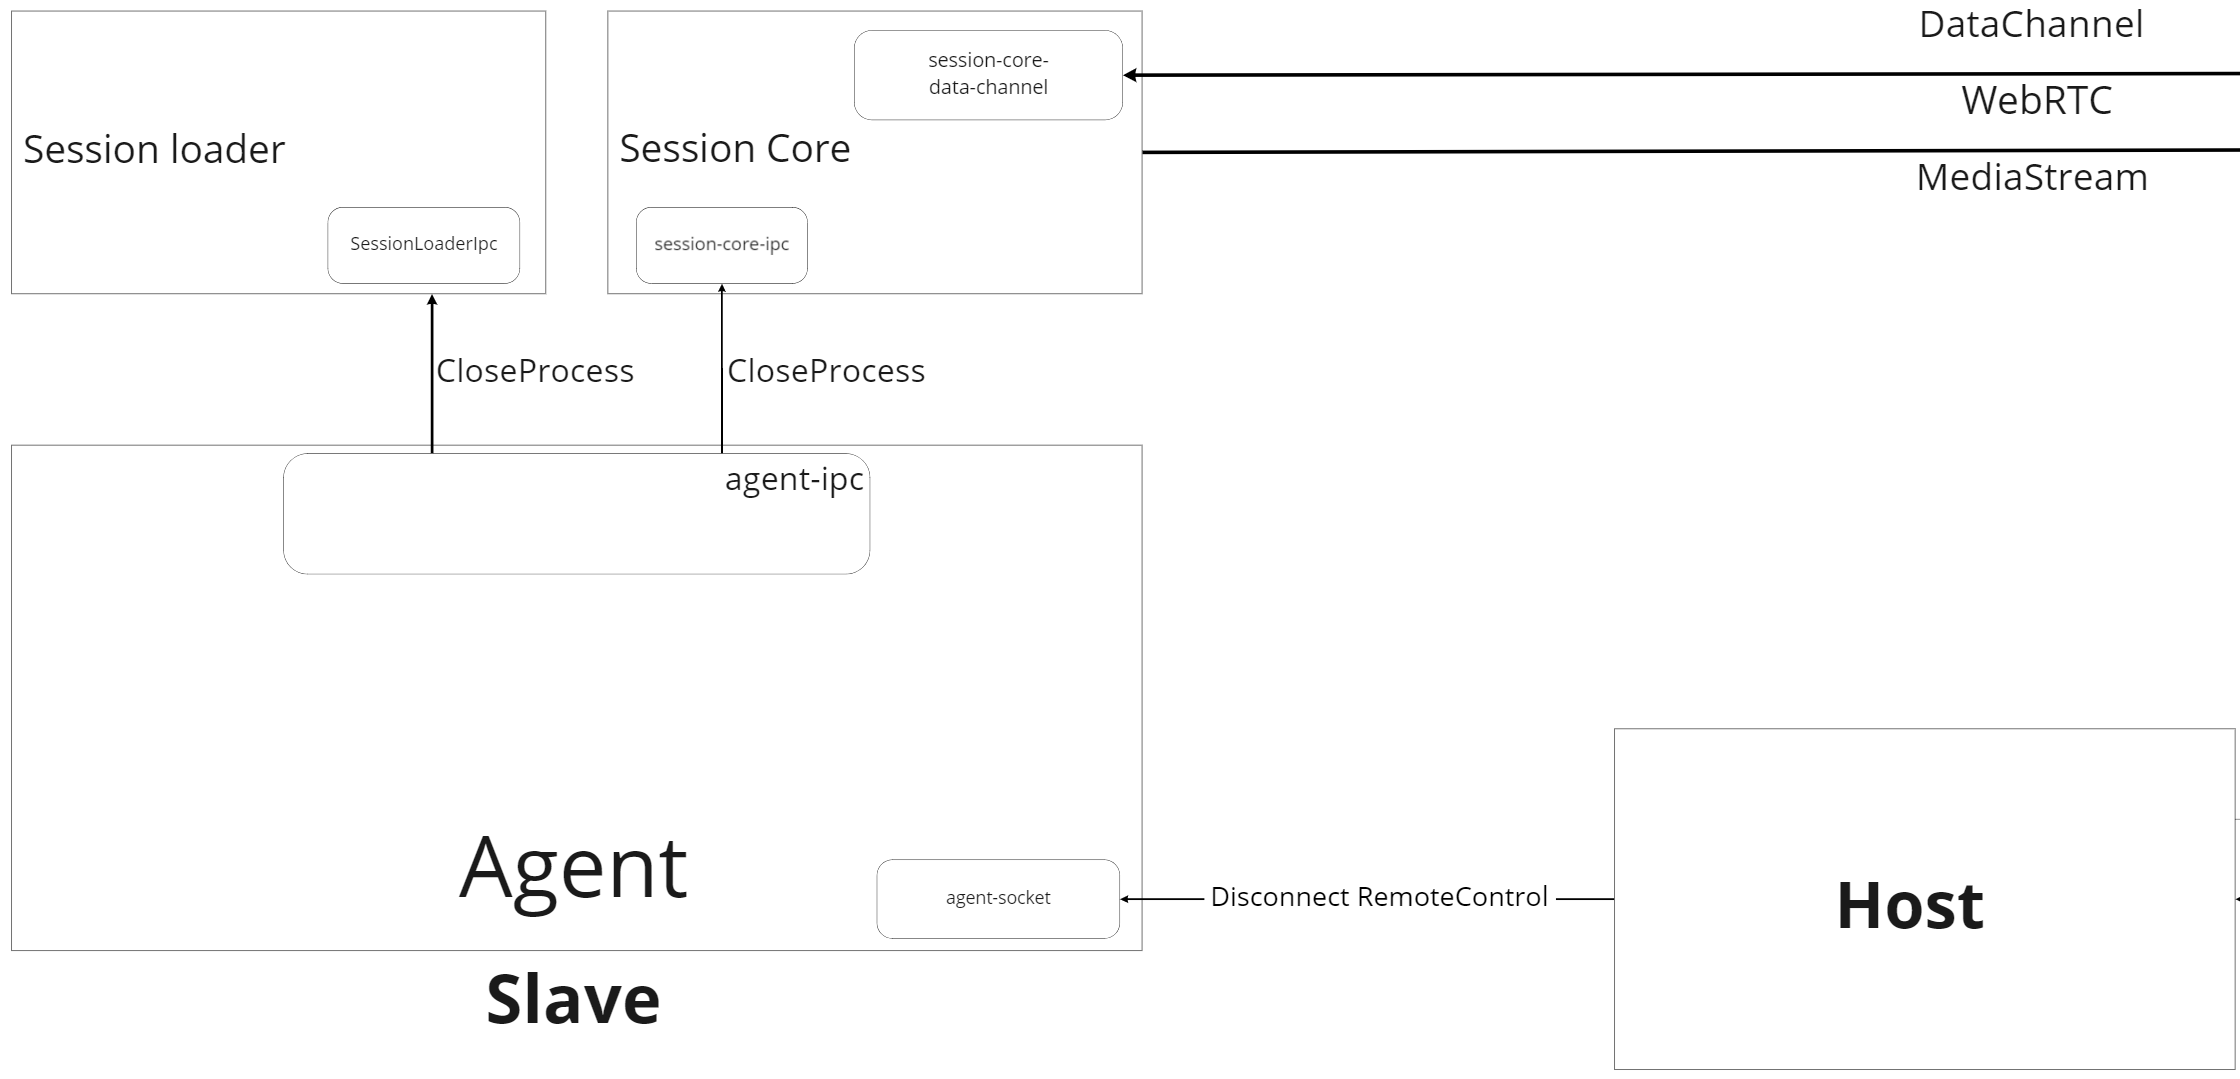 DataChannel
session-core-
data-channel
WebRTC
Session loader
Session Core
MediaStream
SessionLoaderIpc
session-core-ipc
CloseProcess
CloseProcess
agent-ipc
Agent
agent-socket
Disconnect RemoteControl
Host
Slave